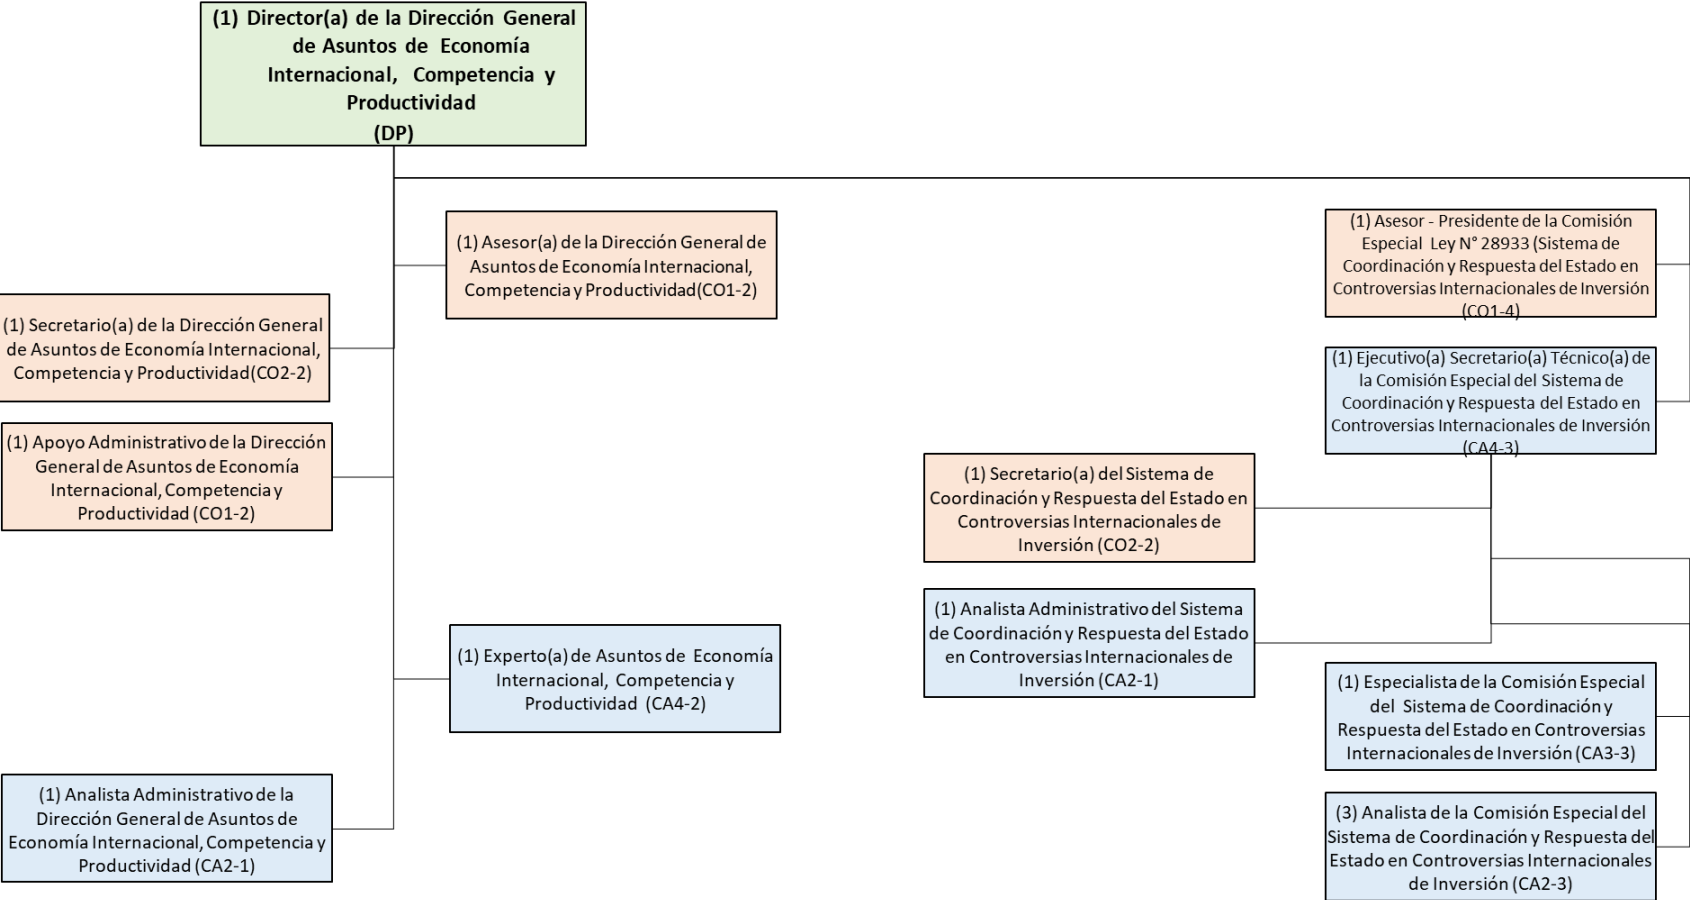 (1) Director(a) de la Dirección General
de Asuntos de Economía
Internacional, Competencia y
Productividad
(DP)
(1) Asesor(a) de la Dirección General de
Asuntos de Economía Internacional,
Competencia y Productividad(CO1-2)
(1) Asesor - Presidente de la Comisión
Especial Ley N° 28933 (Sistema de
Coordinación y Respuesta del Estado en
Controversias Internacionales de Inversión
(CO1-4)
(1) Secretario(a) de la Dirección General
de Asuntos de Economía Internacional,
Competencia y Productividad(CO2-2)
(1) Ejecutivo(a) Secretario(a) Técnico(a) de
la Comisión Especial del Sistema de
Coordinación y Respuesta del Estado en
Controversias Internacionales de Inversión
(CA4-3)
(1) Apoyo Administrativo de la Dirección
General de Asuntos de Economía
Internacional, Competencia y
Productividad (CO1-2)
(1) Secretario(a) del Sistema de
Coordinación y Respuesta del Estado en
Controversias Internacionales de
Inversión (CO2-2)
(1) Analista Administrativo del Sistema
de Coordinación y Respuesta del Estado
en Controversias Internacionales de
Inversión (CA2-1)
(1) Experto(a) de Asuntos de Economía
Internacional, Competencia y
Productividad (CA4-2)
(1) Especialista de la Comisión Especial
del Sistema de Coordinación y
Respuesta del Estado en Controversias
Internacionales de Inversión (CA3-3)
(1) Analista Administrativo de la
Dirección General de Asuntos de
Economía Internacional, Competencia y
Productividad (CA2-1)
(3) Analista de la Comisión Especial del
Sistema de Coordinación y Respuesta del
Estado en Controversias Internacionales
de Inversión (CA2-3)